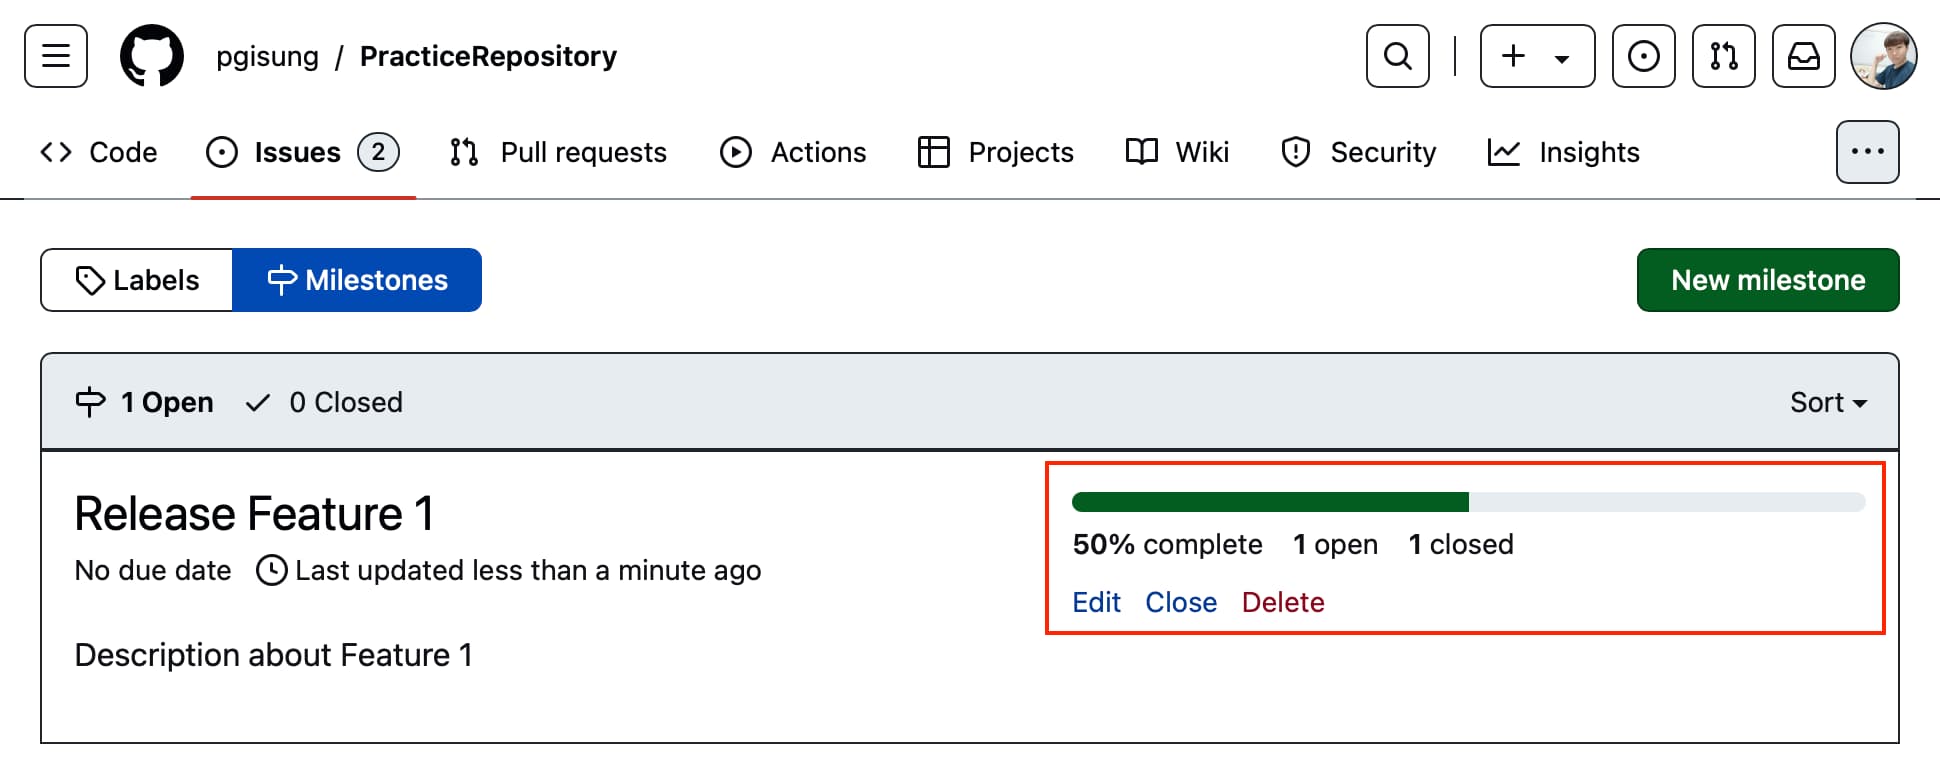 pgisung / PracticeRepository
Code Issues 2 Pull requests Actions Projects Wiki Security Insights
Labels Milestones New milestone
1 Open 0 Closed Sort
Release Feature 1
No due date Last updated less than a minute ago
Description about Feature 1
50% complete 1 open 1 closed
Edit Close Delete